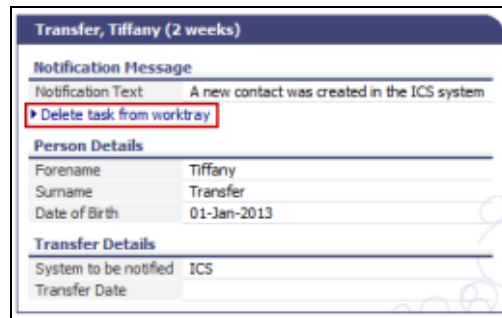 Transfer, Tiffany (2 weeks)
Notification Message
Notification Text A new contact was created in the ICS system
Delete task from worktray
Person Details
Forename Tiffany
Surname Transfer
Date of Birth 01-Jan-2013
Transfer Details
System to be notified ICS
Transfer Date